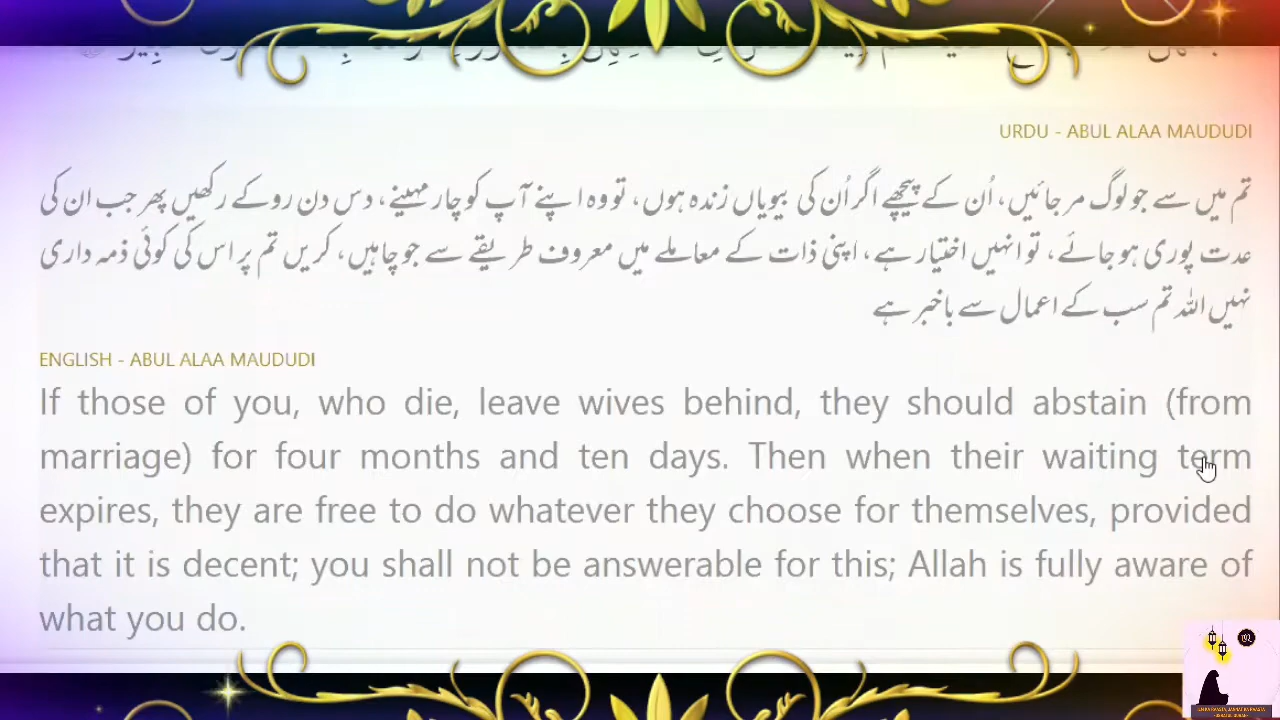 URDU - ABUL ALAA MAUDUDI
تم میں سے جو لوگ مر جائیں، اُن کے پیچھے اگر اُن کی بیویاں زندہ ہوں، تو وہ اپنے آپ کو چار مہینے، دس دن روکے رکھیں پھر جب ان کی
عدت پوری ہو جائے، تو انہیں اختیار ہے، اپنی ذات کے معاملے میں معروف طریقے سے جو چاہیں، کریں تم پر اس کی کوئی ذمہ داری
نہیں اللہ تم سب کے اعمال سے باخبر ہے
ENGLISH - ABUL ALAA MAUDUDI
If those of you, who die, leave wives behind, they should abstain (from
marriage) for four months and ten days. Then when their waiting term
expires, they are free to do whatever they choose for themselves, provided
that it is decent; you shall not be answerable for this; Allah is fully aware of
what you do.